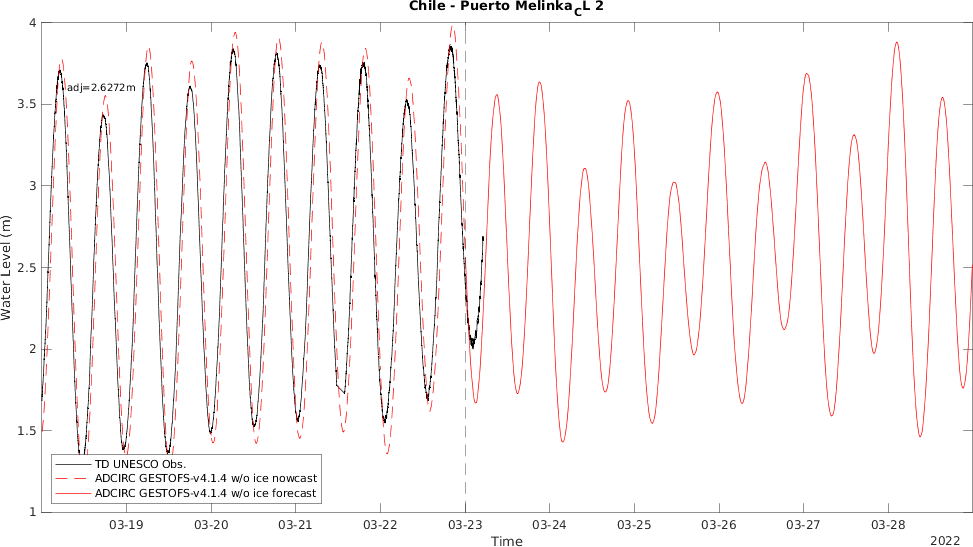 Chile - Puerto Melinka_CL 2
4
3.5
3
2.5
2
1.5
1
Water Level (m)
adj=2.6272m
TD UNESCO Obs.
ADCIRC GESTOFS-v4.1.4 w/o ice nowcast
ADCIRC GESTOFS-v4.1.4 w/o ice forecast
03-19 03-20 03-21 03-22 03-23 03-24 03-25 03-26 03-27 03-28
Time
2022